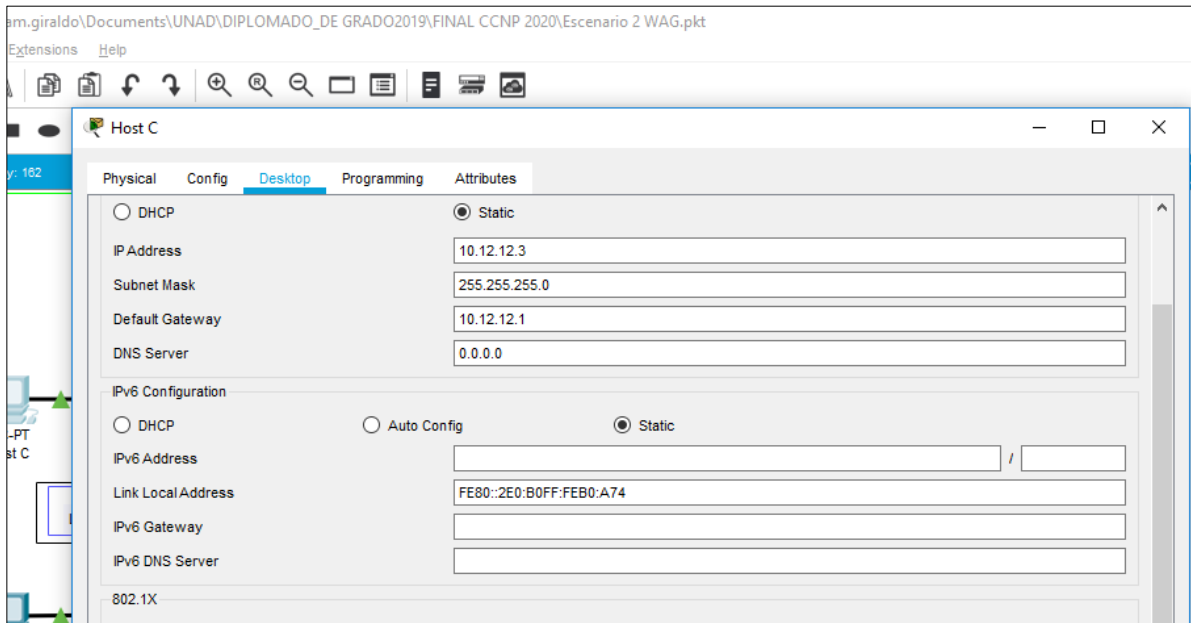 am.giraldo\Documents\UNAD\DIPLOMADO_DE GRADO2019\FINAL CCNP 2020\Escenario 2 WAG.pkt
Extensions Help
Host C
y: 162
Physical Config Desktop Programming Attributes
DHCP Static
IP Address 10.12.12.3
Subnet Mask 255.255.255.0
Default Gateway 10.12.12.1
DNS Server 0.0.0.0
IPv6 Configuration
DHCP Auto Config Static
-PT
IPv6 Address /
st C
Link Local Address FE80::2E0:B0FF:FEB0:A74
IPv6 Gateway
IPv6 DNS Server
802.1X